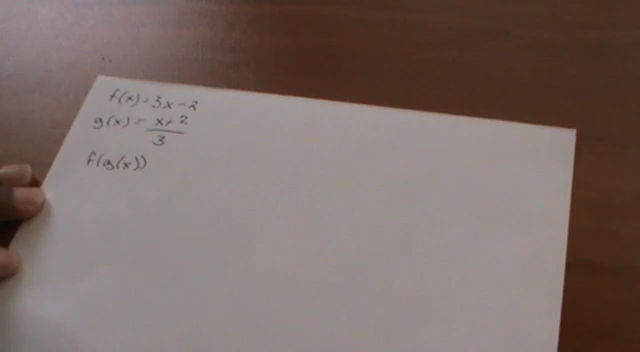 f(x) = 3x - 2
g(x) = x + 2
3
f(g(x))